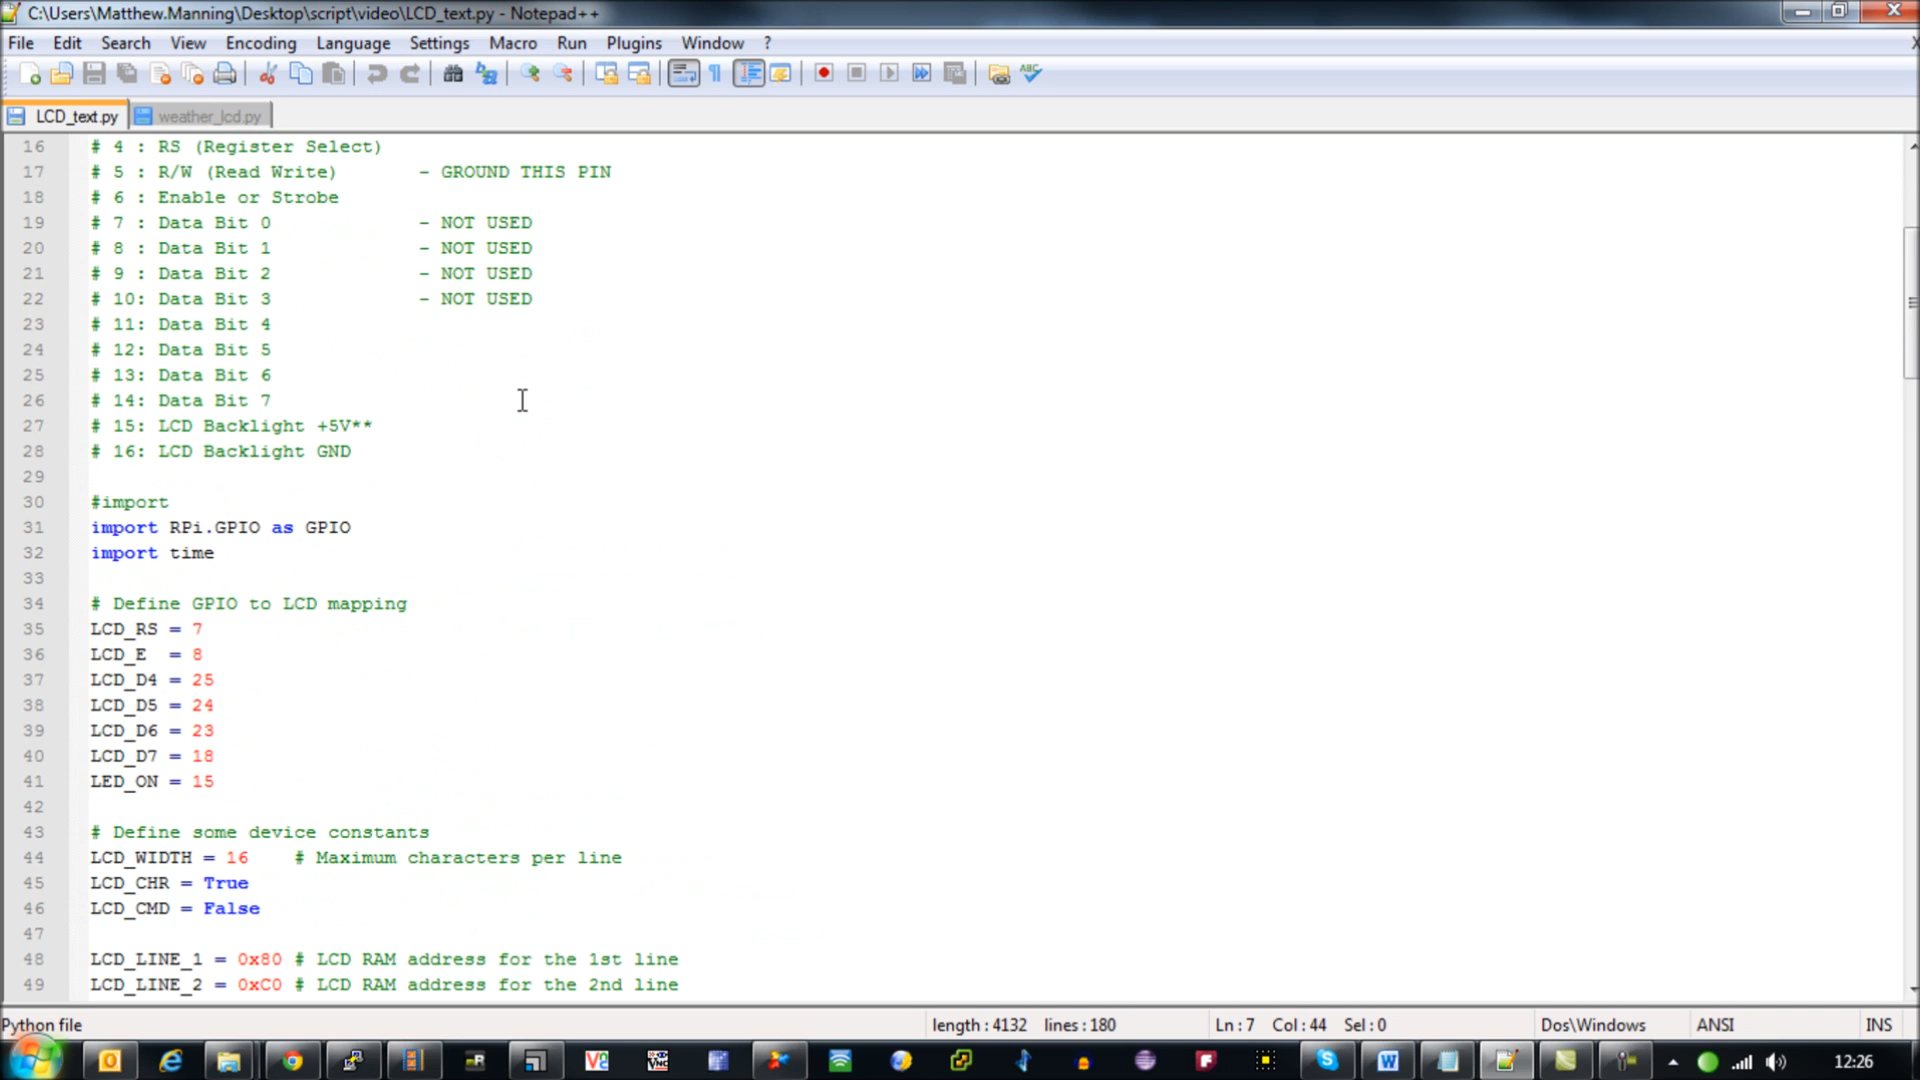 C:\Users\Matthew.Manning\Desktop\script\video\LCD_text.py - Notepad++
File Edit Search View Encoding Language Settings Macro Run Plugins Window ? X
LCD_text.py weather_lcd.py
16 # 4 : RS (Register Select)
17 # 5 : R/W (Read Write) - GROUND THIS PIN
18 # 6 : Enable or Strobe
19 # 7 : Data Bit 0 - NOT USED
20 # 8 : Data Bit 1 - NOT USED
21 # 9 : Data Bit 2 - NOT USED
22 # 10: Data Bit 3 - NOT USED
23 # 11: Data Bit 4
24 # 12: Data Bit 5
25 # 13: Data Bit 6
26 # 14: Data Bit 7
27 # 15: LCD Backlight +5V**
28 # 16: LCD Backlight GND
29
30 #import
31 import RPi.GPIO as GPIO
32 import time
33
34 # Define GPIO to LCD mapping
35 LCD_RS = 7
36 LCD_E  = 8
37 LCD_D4 = 25
38 LCD_D5 = 24
39 LCD_D6 = 23
40 LCD_D7 = 18
41 LED_ON = 15
42
43 # Define some device constants
44 LCD_WIDTH = 16    # Maximum characters per line
45 LCD_CHR = True
46 LCD_CMD = False
47
48 LCD_LINE_1 = 0x80 # LCD RAM address for the 1st line
49 LCD_LINE_2 = 0xC0 # LCD RAM address for the 2nd line
Python file length : 4132 lines : 180 Ln : 7 Col : 44 Sel : 0 Dos\Windows ANSI INS
12:26